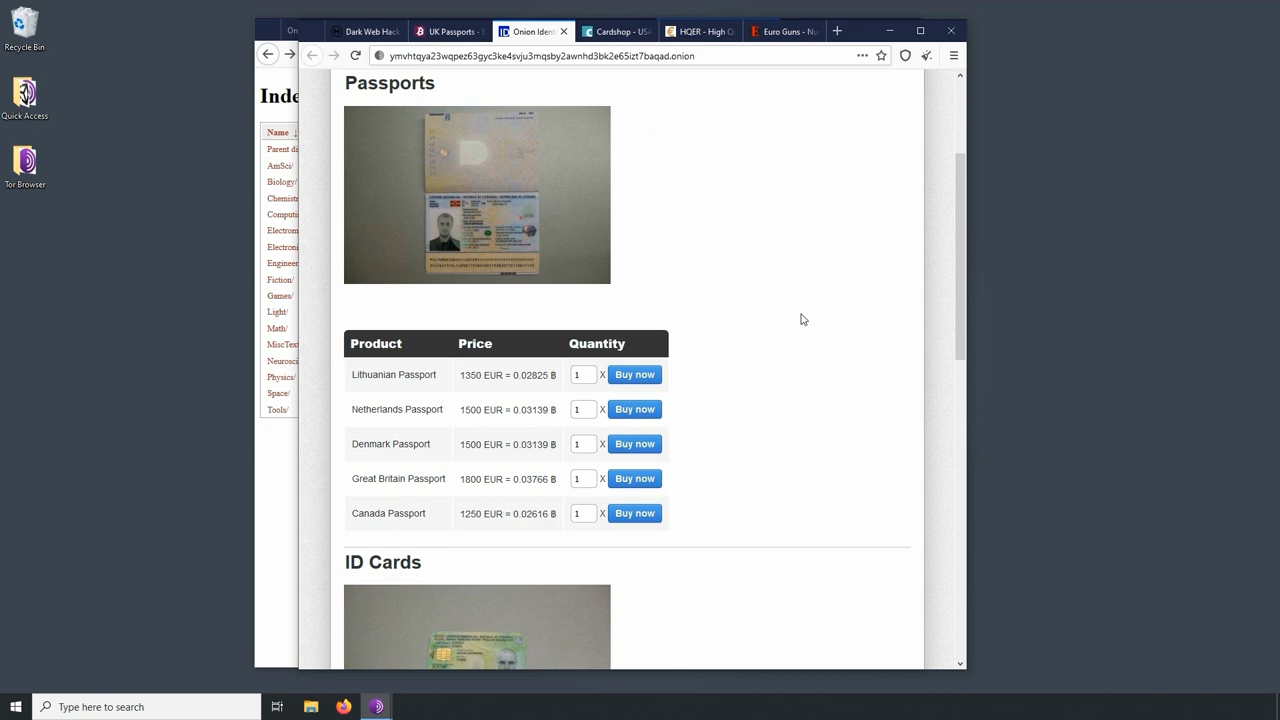 Recycle Bin
Quick Access
Tor Browser
On
Dark Web Hac
UK Passports - E
Onion Ident
Cardshop - USA
HQER - High Q
Euro Guns - Nu
Inde
Name
Parent di
AmSci/
Biology/
Chemistr
Computi
Electrom
Electroni
Engineer
Fiction/
Games/
Light/
Math/
MiscText
Neurosci
Physics/
Space/
Tools/
Passports
Product Price Quantity
Lithuanian Passport 1350 EUR = 0.02825 ฿ 1 X Buy now
Netherlands Passport 1500 EUR = 0.03139 ฿ 1 X Buy now
Denmark Passport 1500 EUR = 0.03139 ฿ 1 X Buy now
Great Britain Passport 1800 EUR = 0.03766 ฿ 1 X Buy now
Canada Passport 1250 EUR = 0.02616 ฿ 1 X Buy now
ID Cards
Type here to search